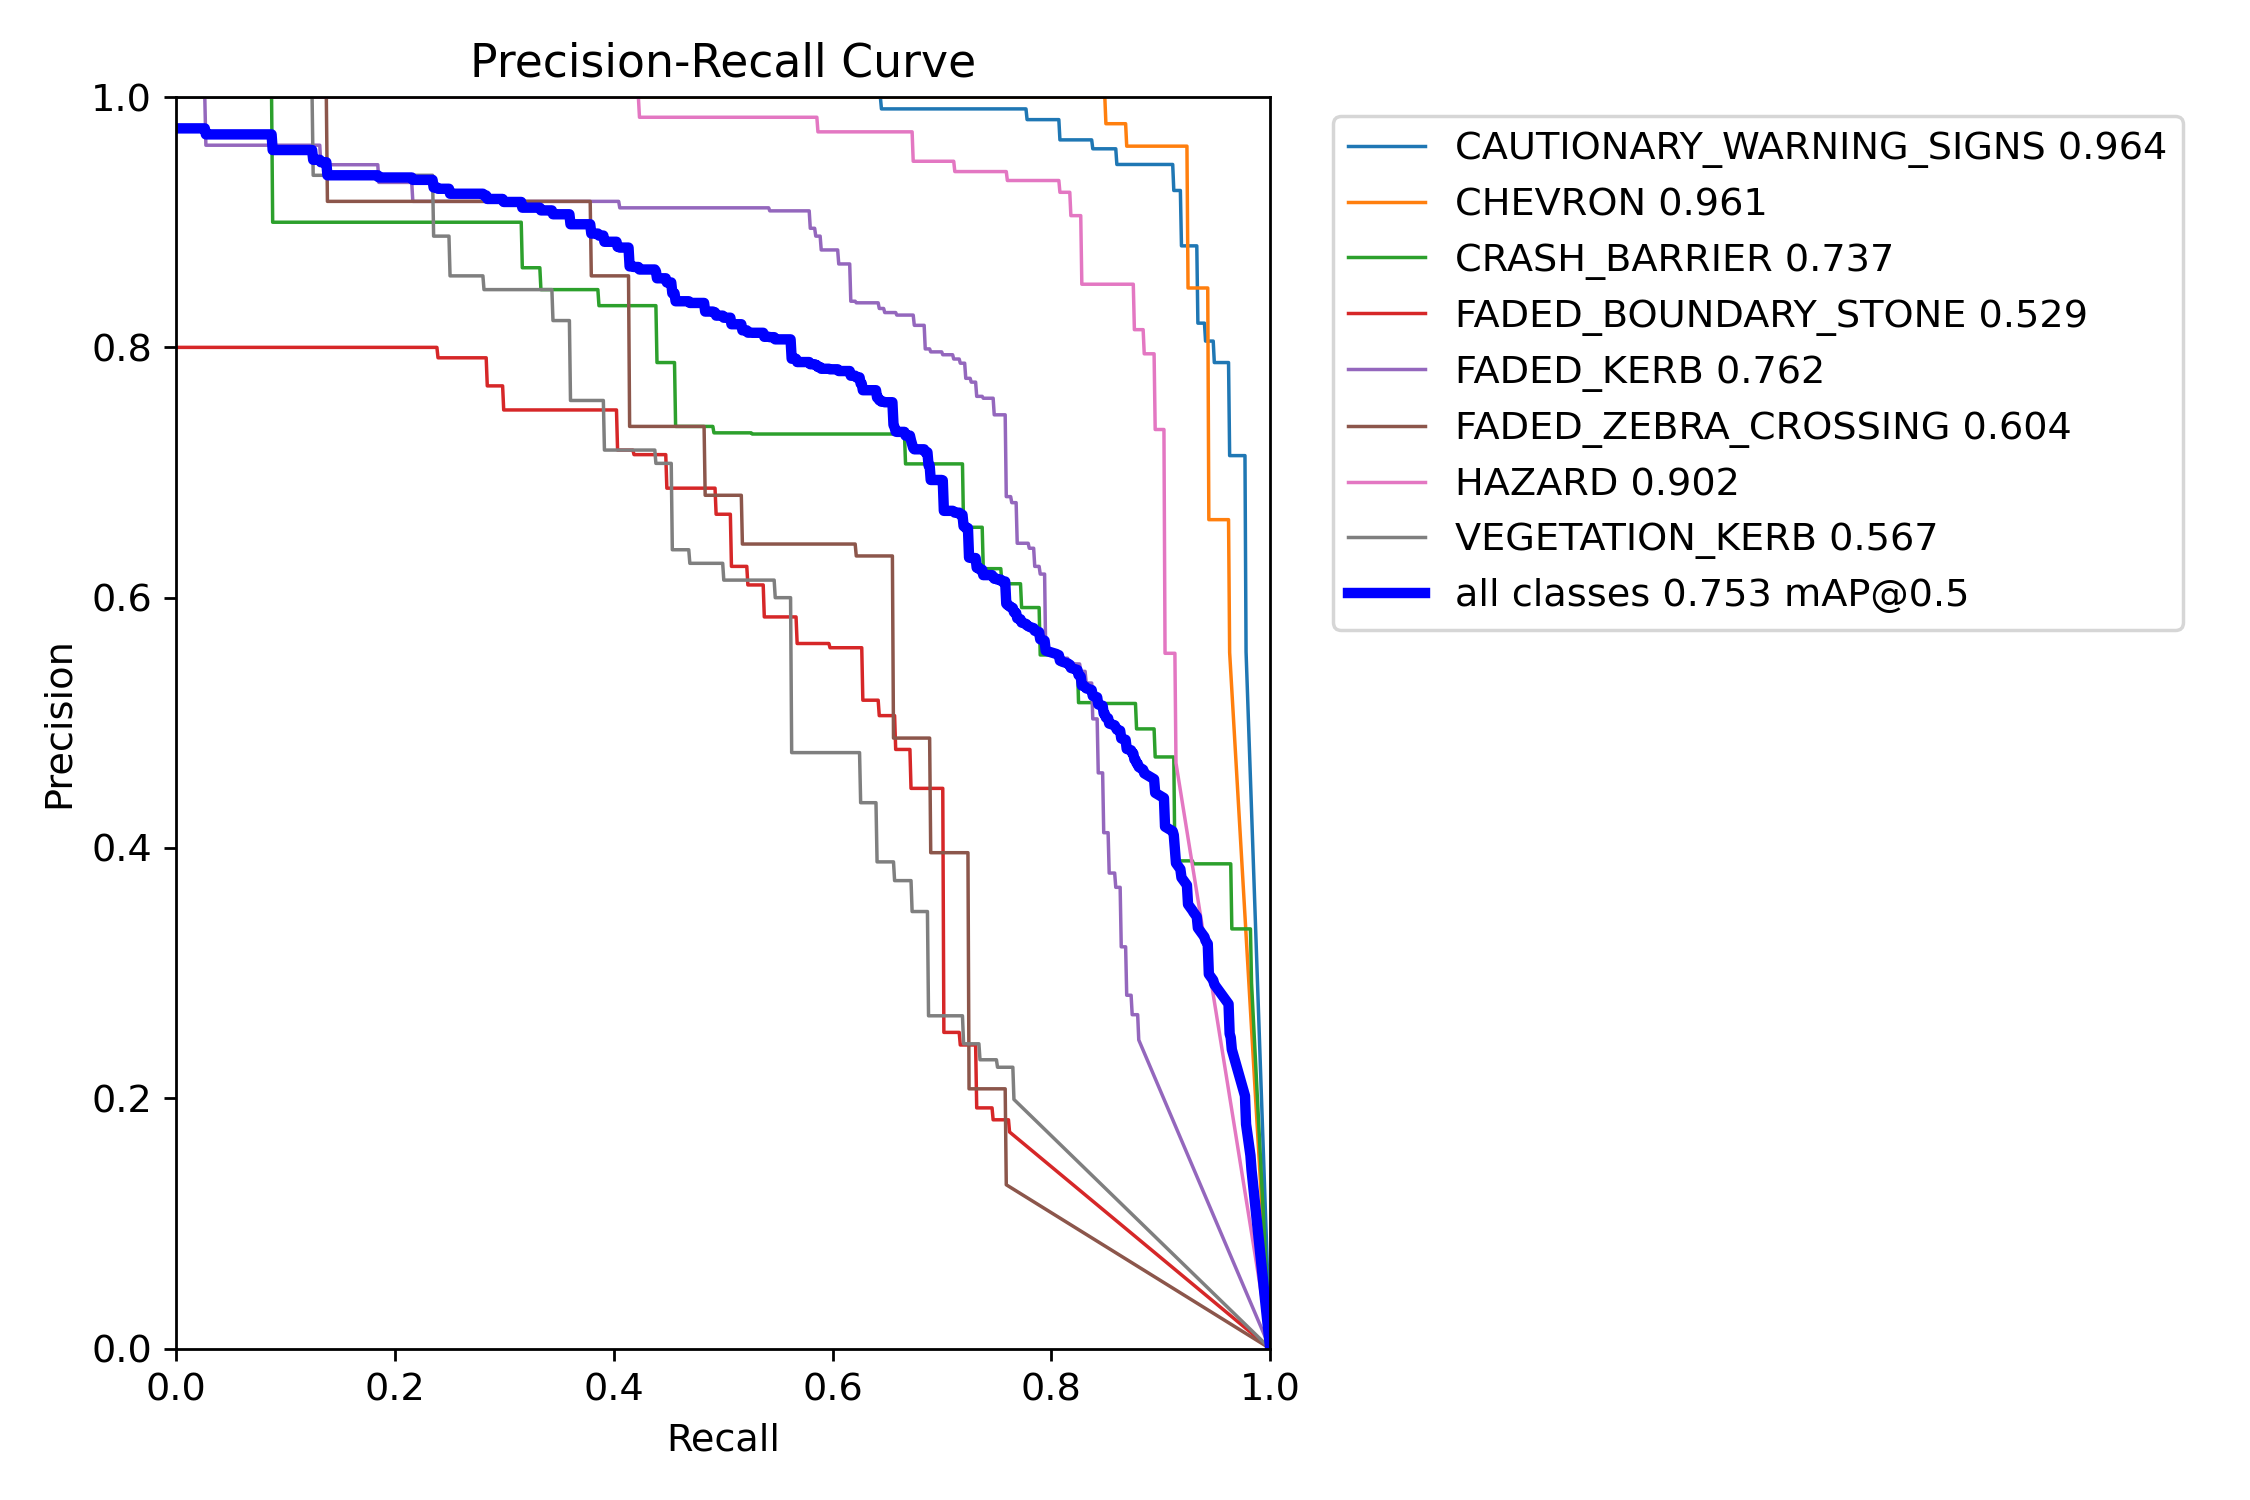 Precision-Recall Curve
1.0
0.8
0.6
0.4
0.2
0.0
Precision
0.0 0.2 0.4 0.6 0.8 1.0
Recall
CAUTIONARY_WARNING_SIGNS 0.964
CHEVRON 0.961
CRASH_BARRIER 0.737
FADED_BOUNDARY_STONE 0.529
FADED_KERB 0.762
FADED_ZEBRA_CROSSING 0.604
HAZARD 0.902
VEGETATION_KERB 0.567
all classes 0.753 mAP@0.5